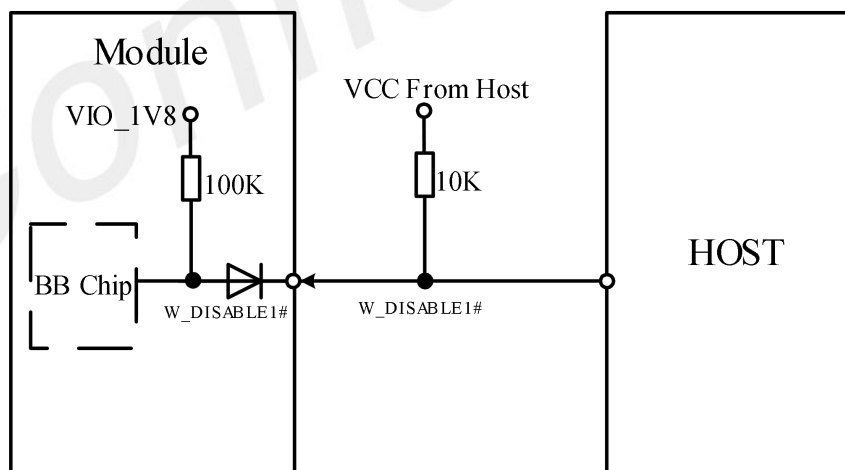 Module
VCC From Host
VIO_1V8
100K
10K
HOST
BB Chip
W_DISABLE1#
W_DISABLE1#